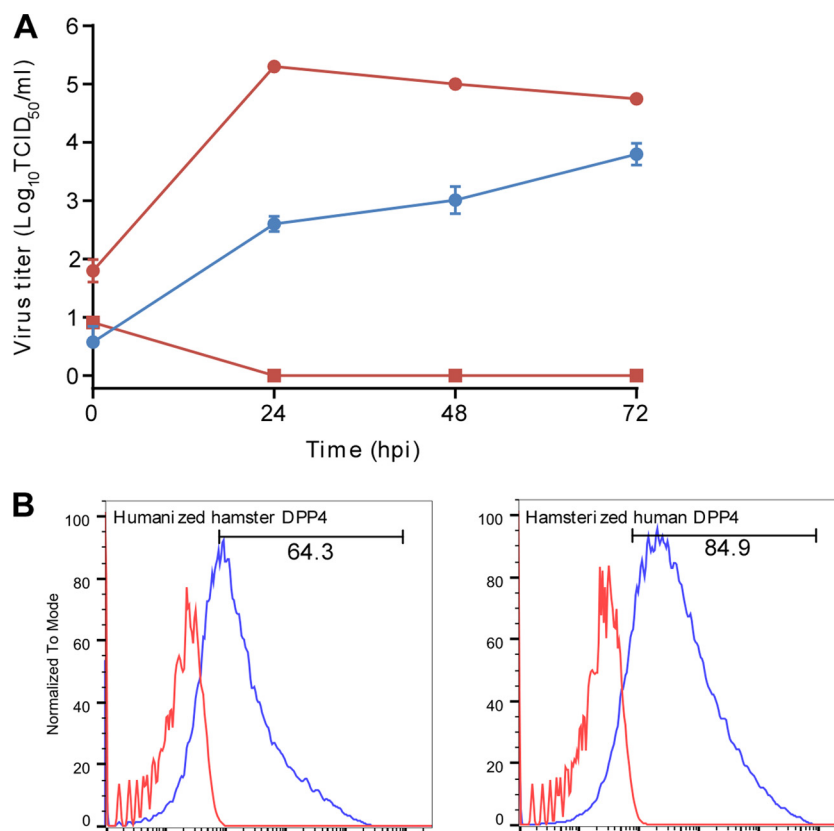 A
Virus titer (Log10TCID50/ml)
6
5
4
3
2
1
0
0 24 48 72
Time (hpi)
B
Humanized hamster DPP4
64.3
Normalized To Mode
100
80
60
40
20
0
Hamsterized human DPP4
84.9
100
80
60
40
20
0